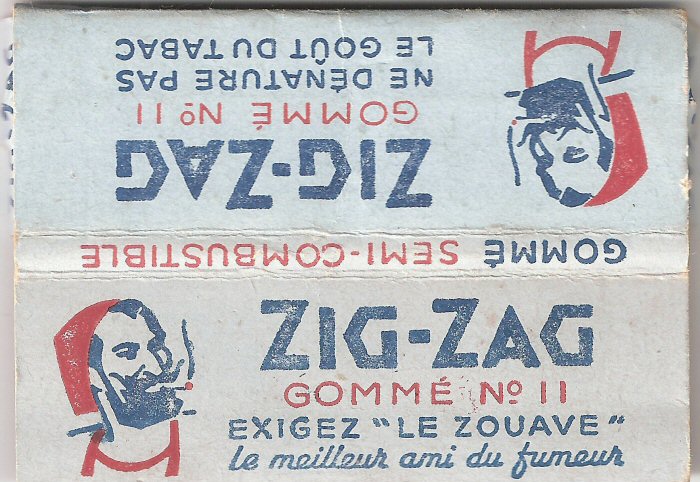 ZIG-ZAG
GOMMÉ Nº 11
NE DÉNATURE PAS
LE GOÛT DU TABAC
GOMMÉ SEMI-COMBUSTIBLE
ZIG-ZAG
GOMMÉ Nº 11
EXIGEZ "LE ZOUAVE"
le meilleur ami du fumeur